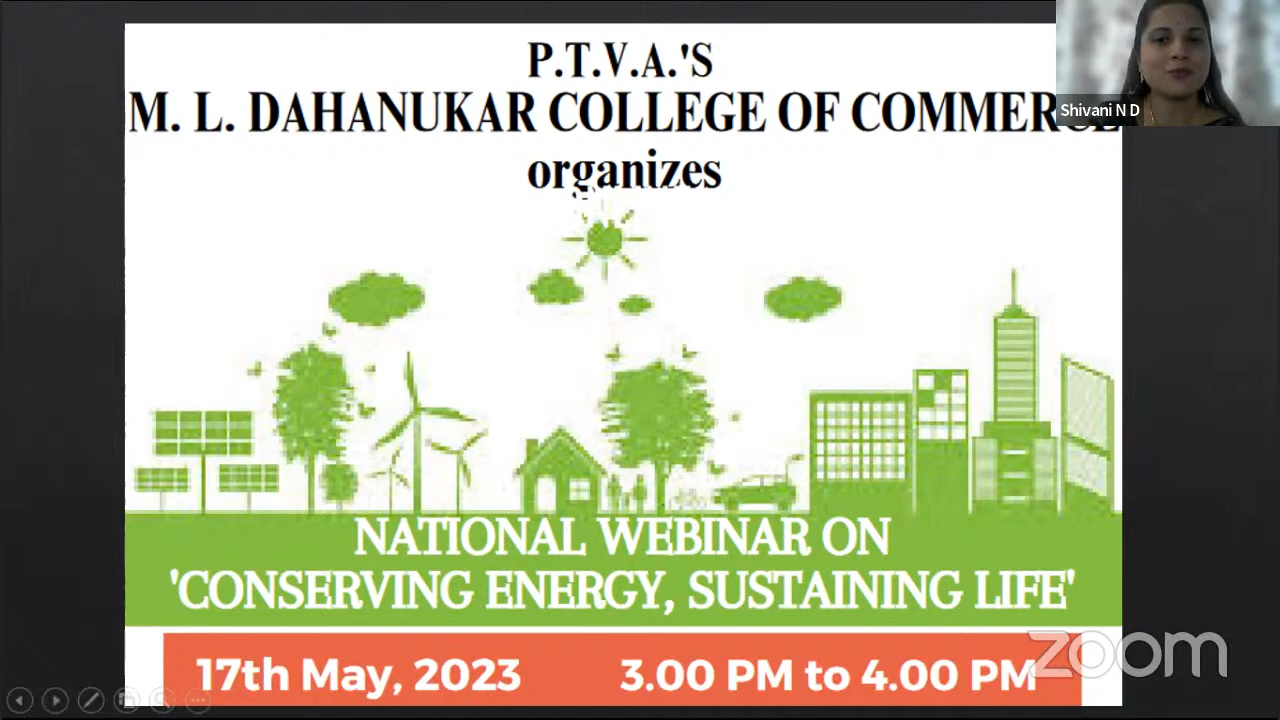 P.T.V.A.'S
M. L. DAHANUKAR COLLEGE OF COMMERCE
organizes
Shivani N D
NATIONAL WEBINAR ON
'CONSERVING ENERGY, SUSTAINING LIFE'
17th May, 2023 3.00 PM to 4.00 PM
zoom